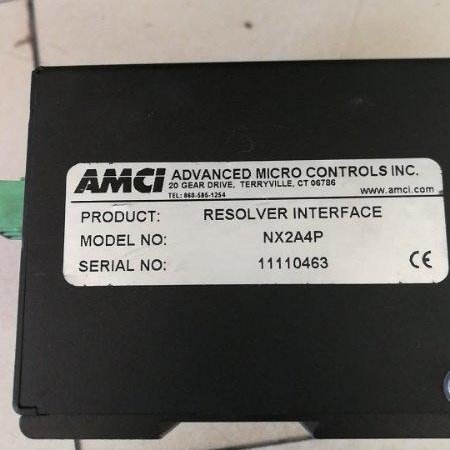 AMCI ADVANCED MICRO CONTROLS INC.
20 GEAR DRIVE, TERRYVILLE, CT 06786
TEL: 860-585-1254 www.amci.com
PRODUCT: RESOLVER INTERFACE
MODEL NO: NX2A4P
SERIAL NO: 11110463 CE